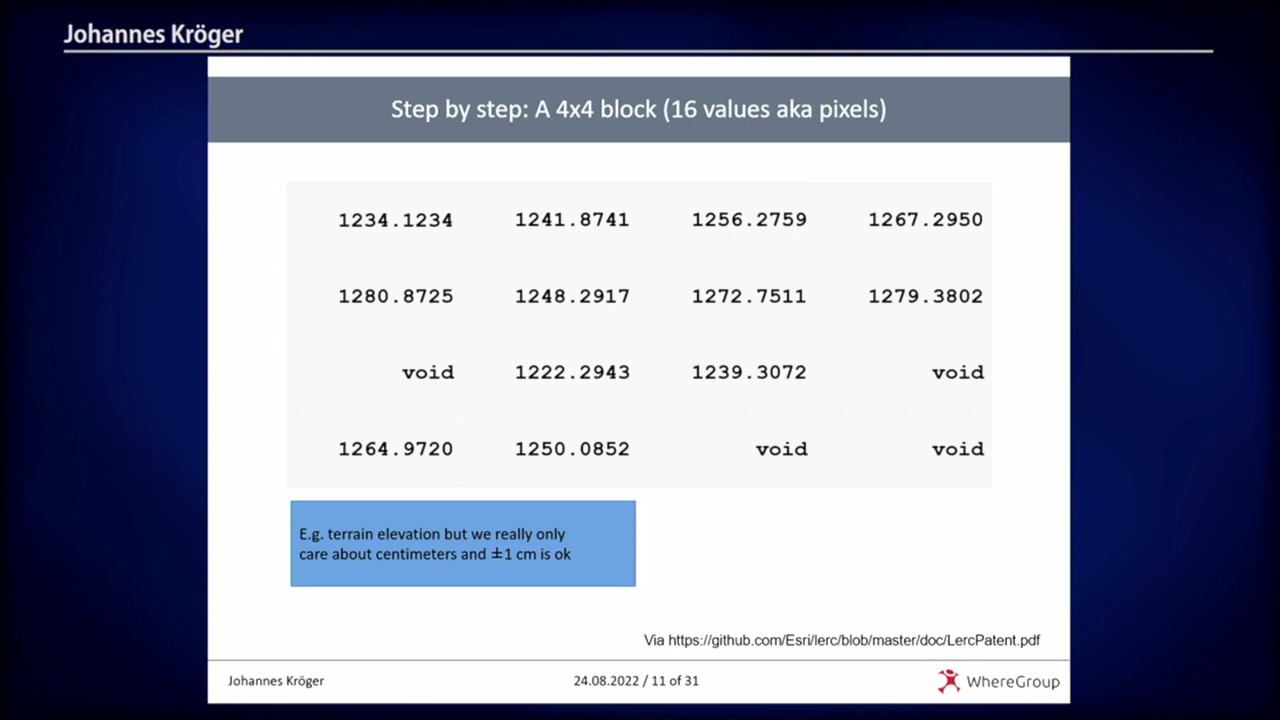 Johannes Kröger
Step by step: A 4x4 block (16 values aka pixels)
1234.1234 1241.8741 1256.2759 1267.2950
1280.8725 1248.2917 1272.7511 1279.3802
void 1222.2943 1239.3072 void
1264.9720 1250.0852 void void
E.g. terrain elevation but we really only
care about centimeters and ±1 cm is ok
Via https://github.com/Esri/lerc/blob/master/doc/LercPatent.pdf
Johannes Kröger 24.08.2022 / 11 of 31 WhereGroup